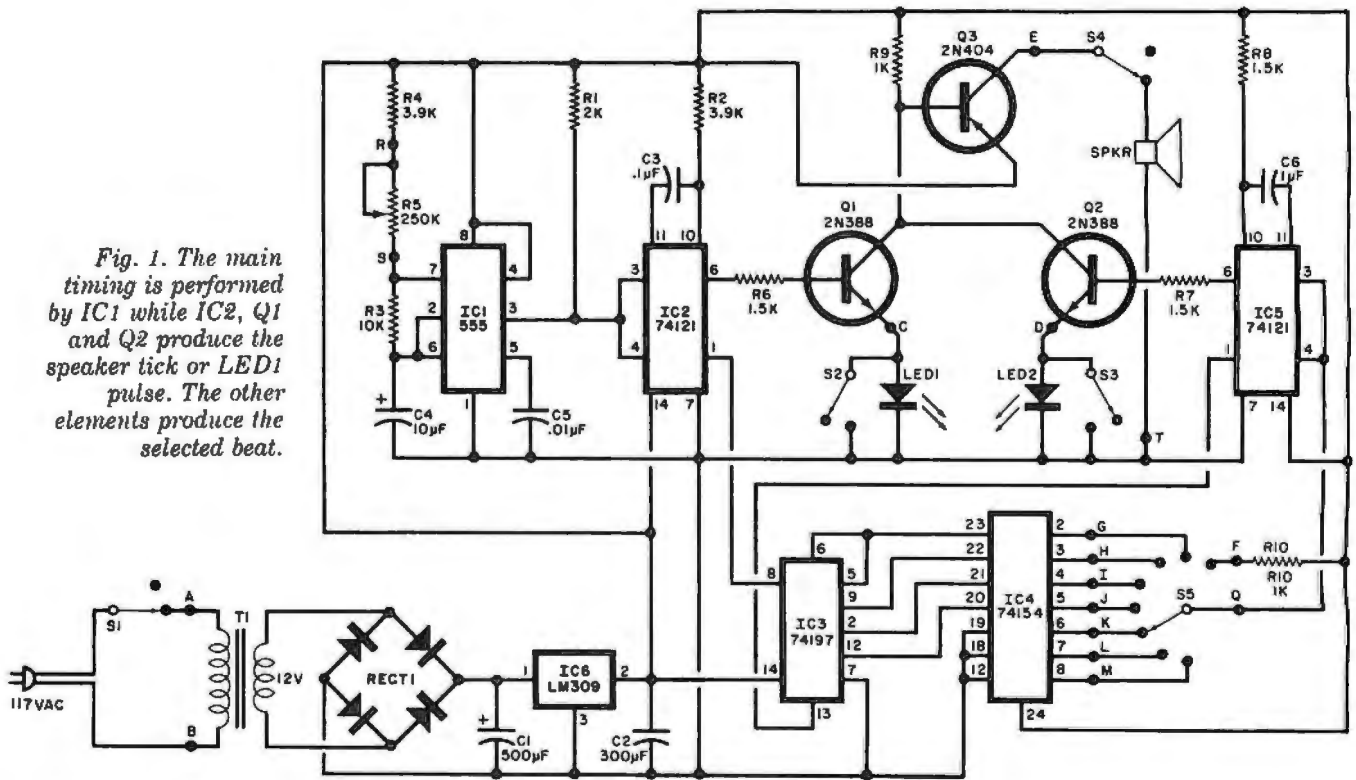 Fig. 1. The main
timing is performed
by IC1 while IC2, Q1
and Q2 produce the
speaker tick or LED1
pulse. The other
elements produce the
selected beat.
R4
3.9K
R
R5
250K
S
R3
10K
C4
10µF
+
7
2
6
8
4
3
5
1
IC1
555
C5
.01µF
R1
2K
R2
3.9K
C3
.1µF
11
10
3
4
6
1
14
7
IC2
74121
R6
1.5K
R9
1K
Q3
2N404
E
S4
SPKR
Q1
2N388
Q2
2N388
C
D
S2
LED1
LED2
S3
T
R7
1.5K
R8
1.5K
C6
1µF
10
11
6
3
1
4
7
14
IC5
74121
117VAC
S1
A
B
T1
12V
RECT1
+
C1
500µF
1
IC6
LM309
2
3
C2
300µF
8
14
6
5
9
2
12
7
13
IC3
74197
23
22
21
20
19
18
12
24
IC4
74154
2
3
4
5
6
7
8
G
H
I
J
K
L
M
F
R10
R10
1K
S5
Q